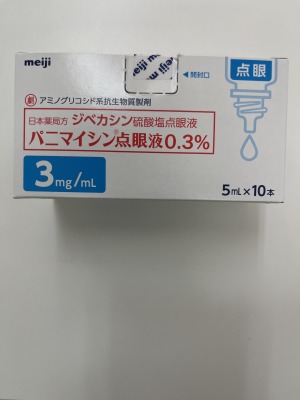 meiji
meiji
◀開封口
点眼
劇 アミノグリコシド系抗生物質製剤
日本薬局方 ジベカシン硫酸塩点眼液
パニマイシン点眼液0.3%
3mg/mL
5mL×10本